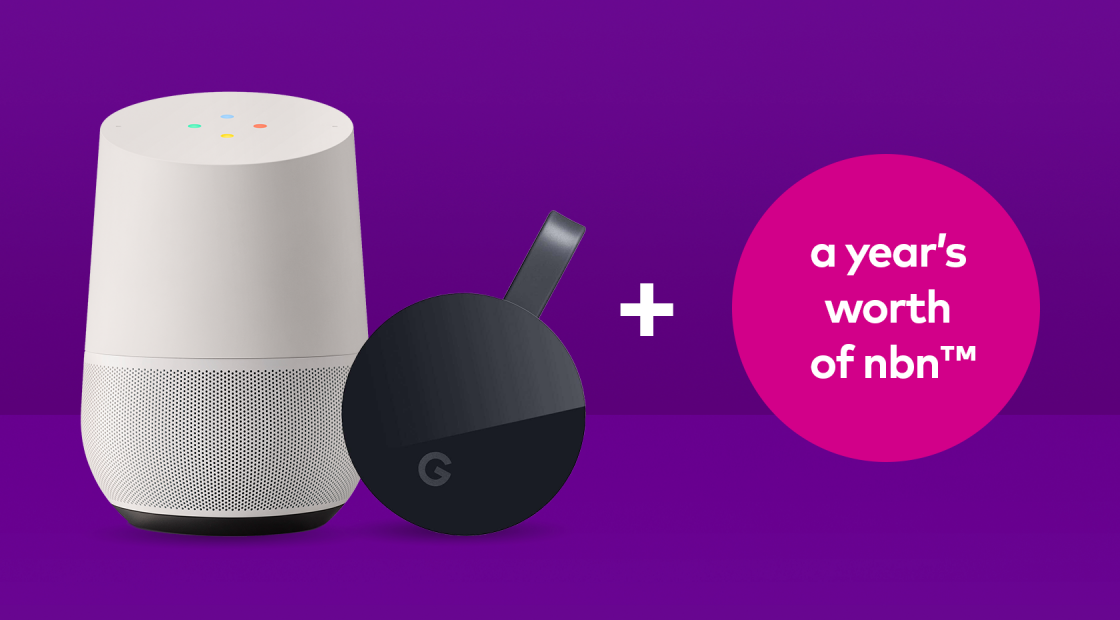 G
+
a year's
worth
of nbn™